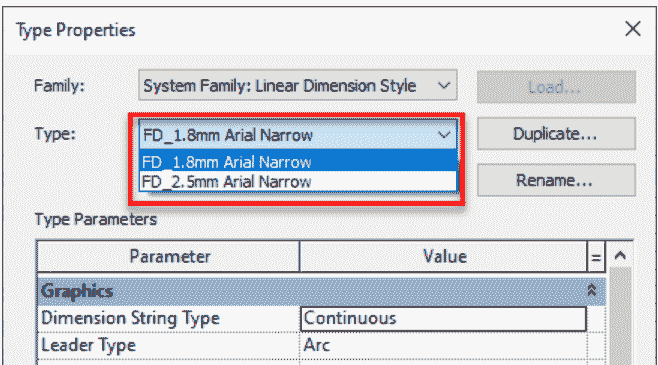 Type Properties
Family: System Family: Linear Dimension Style Load...
Type: FD_1.8mm Arial Narrow Duplicate...
FD_1.8mm Arial Narrow
FD_2.5mm Arial Narrow
Rename...
Type Parameters
Parameter Value =
Graphics
Dimension String Type Continuous
Leader Type Arc